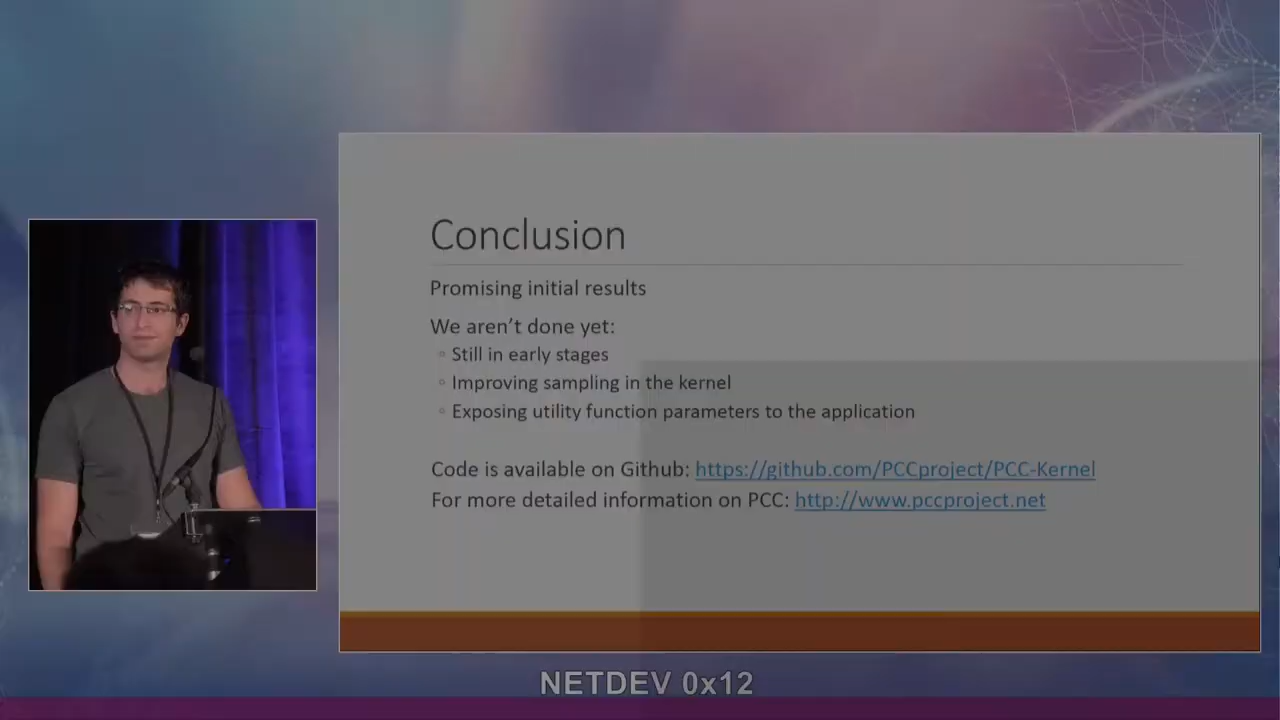 Conclusion
Promising initial results
We aren't done yet:
◦ Still in early stages
◦ Improving sampling in the kernel
◦ Exposing utility function parameters to the application
Code is available on Github: https://github.com/PCCproject/PCC-Kernel
For more detailed information on PCC: http://www.pccproject.net
NETDEV 0x12